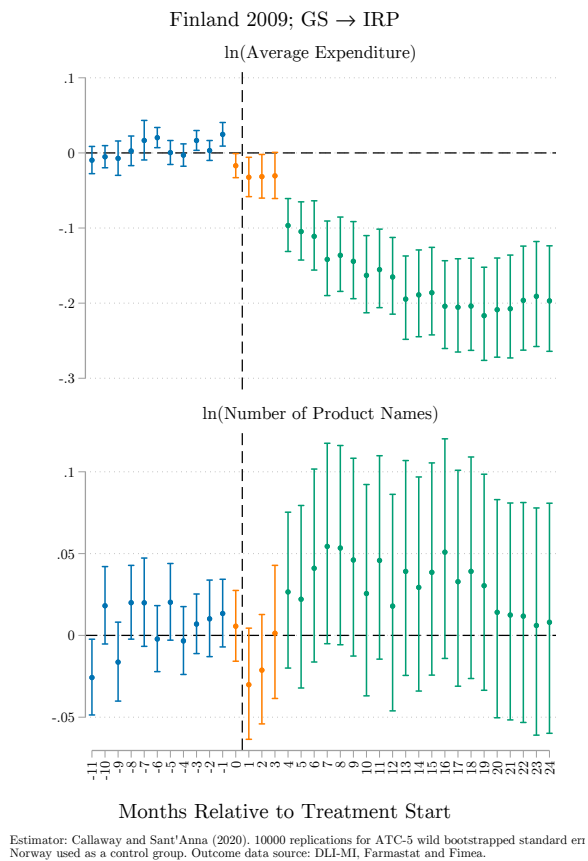 Finland 2009; GS → IRP
ln(Average Expenditure)
.1
0
-.1
-.2
-.3
ln(Number of Product Names)
.1
.05
0
-.05
-11 -10 -9 -8 -7 -6 -5 -4 -3 -2 -1 0 1 2 3 4 5 6 7 8 9 10 11 12 13 14 15 16 17 18 19 20 21 22 23 24
Months Relative to Treatment Start
Estimator: Callaway and Sant'Anna (2020). 10000 replications for ATC-5 wild bootstrapped standard err
Norway used as a control group. Outcome data source: DLI-MI, Farmastat and Fimea.